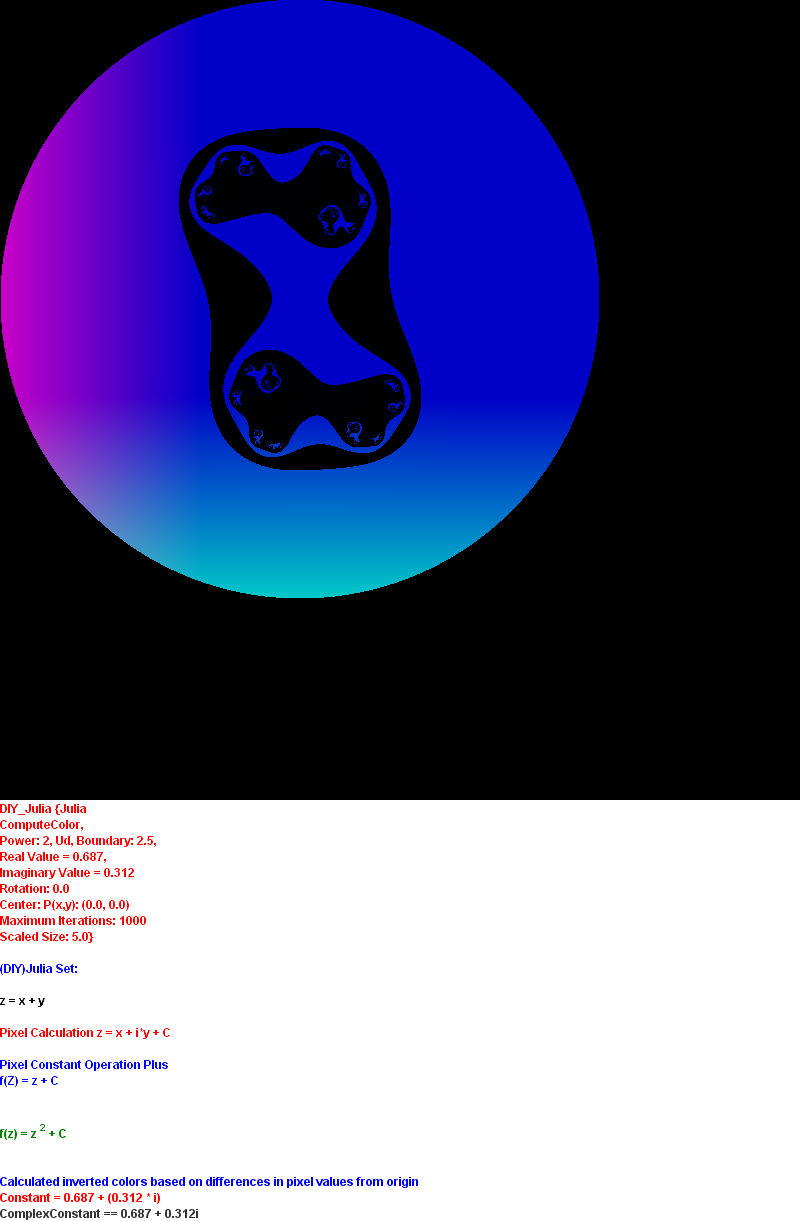 DIY_Julia {Julia
ComputeColor,
Power: 2, Ud, Boundary: 2.5,
Real Value = 0.687,
Imaginary Value = 0.312
Rotation: 0.0
Center: P(x,y): (0.0, 0.0)
Maximum Iterations: 1000
Scaled Size: 5.0}
(DIY)Julia Set:
z = x + y
Pixel Calculation z = x + i*y + C
Pixel Constant Operation Plus
f(Z) = z + C
f(z) = z ² + C
Calculated inverted colors based on differences in pixel values from origin
Constant = 0.687 + (0.312 * i)
ComplexConstant == 0.687 + 0.312i